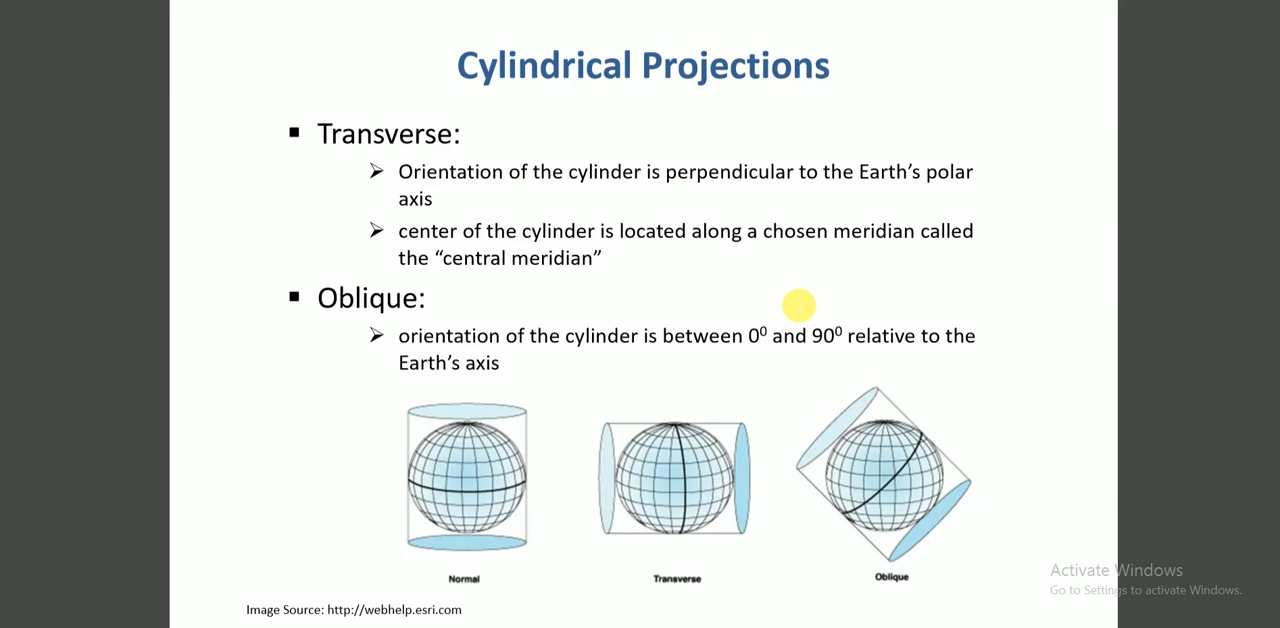 Cylindrical Projections
▪ Transverse:
➢ Orientation of the cylinder is perpendicular to the Earth’s polar
axis
➢ center of the cylinder is located along a chosen meridian called
the “central meridian”
▪ Oblique:
➢ orientation of the cylinder is between 0⁰ and 90⁰ relative to the
Earth’s axis
Normal
Transverse
Oblique
Image Source: http://webhelp.esri.com
Activate Windows
Go to Settings to activate Windows.